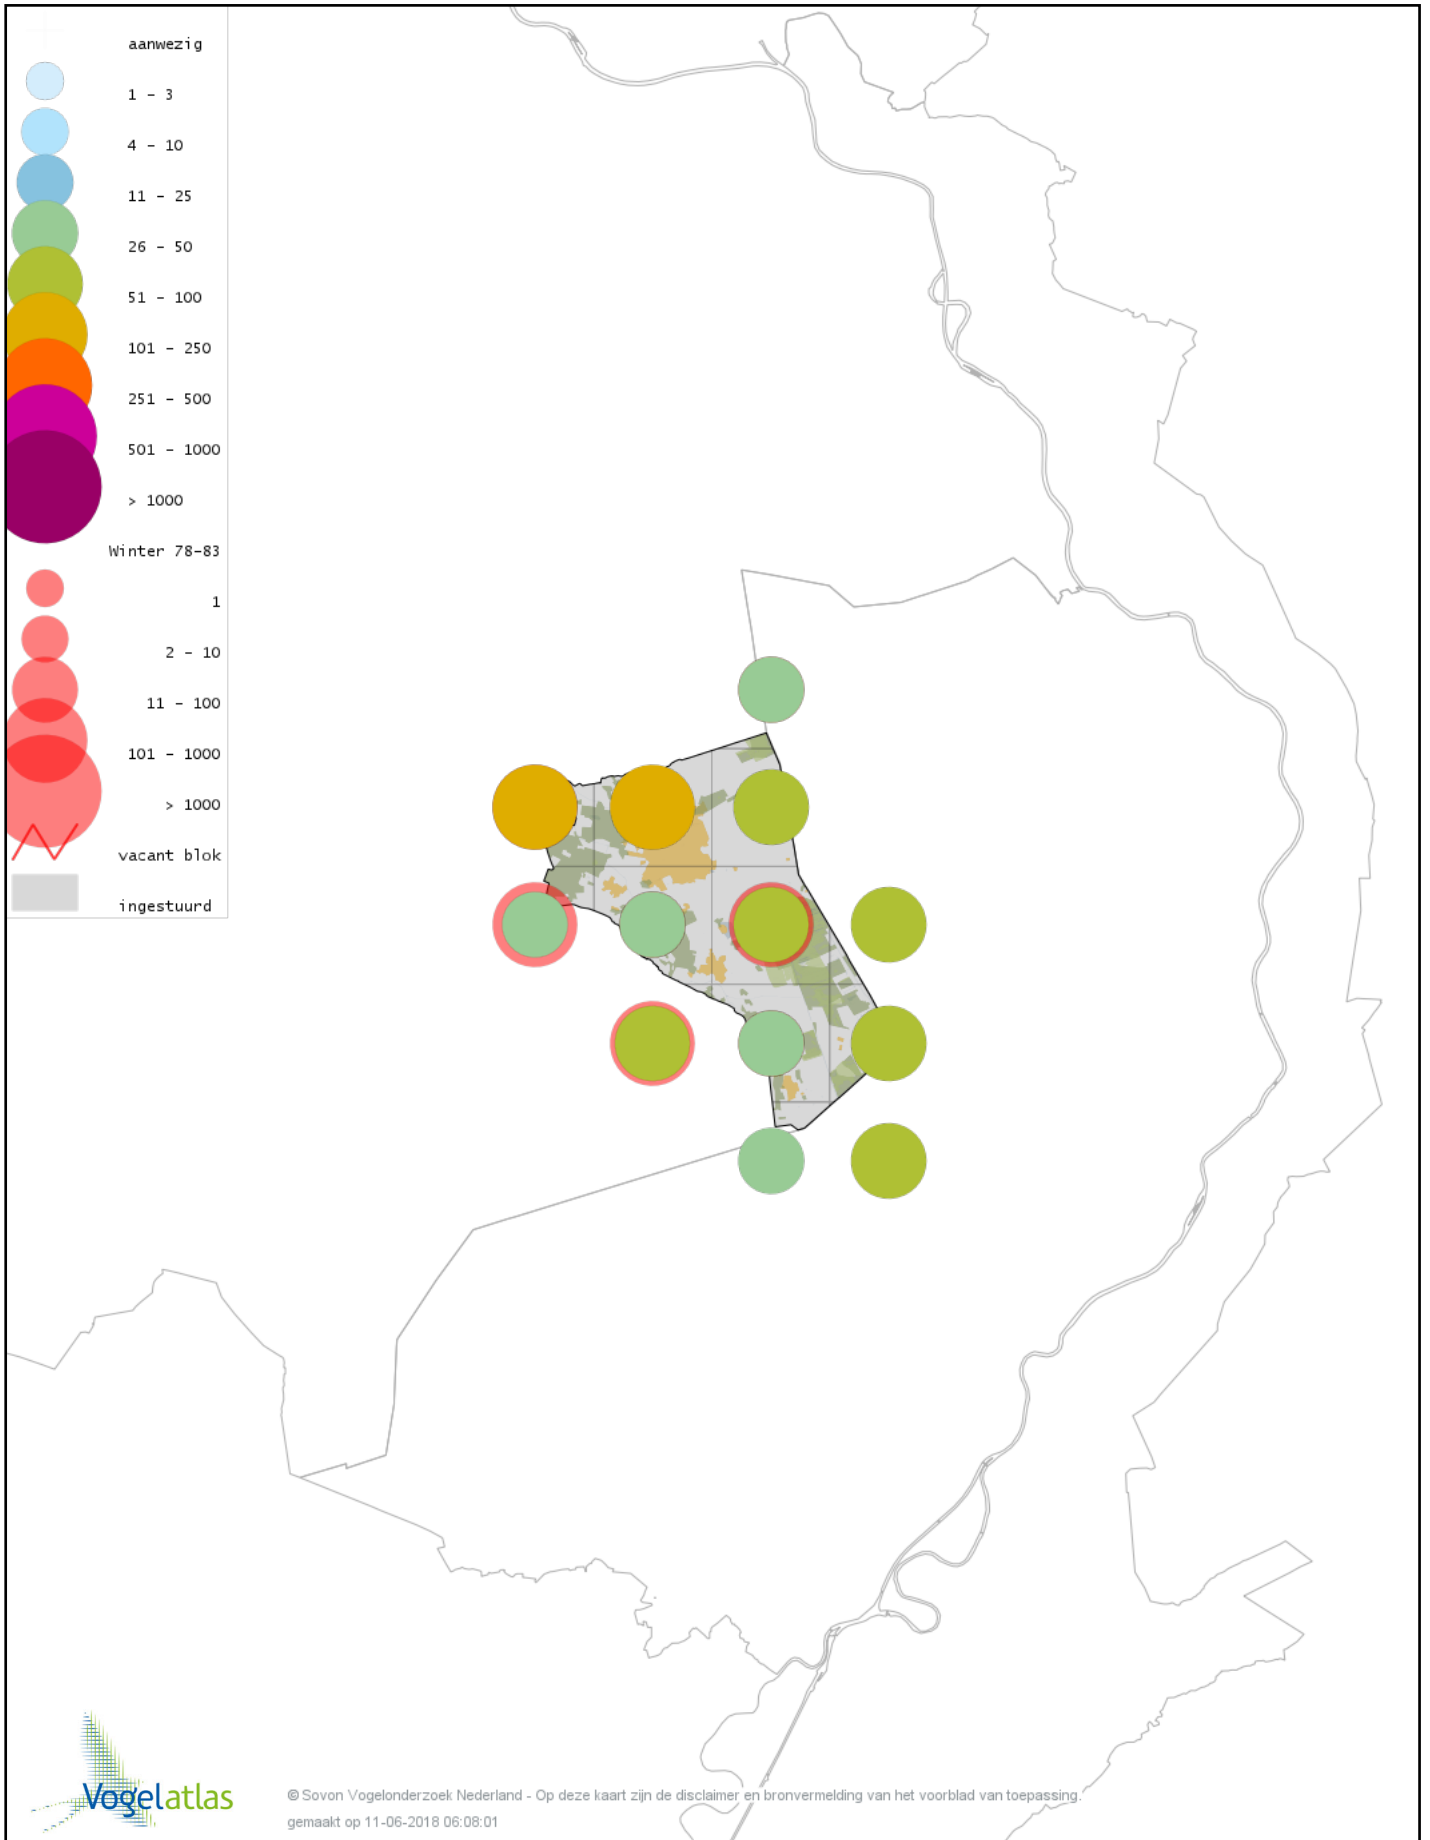 aanwezig
1 - 3
4 - 10
11 - 25
26 - 50
51 - 100
101 - 250
251 - 500
501 - 1000
> 1000
Winter 78-83
1
2 - 10
11 - 100
101 - 1000
> 1000
vacant blok
ingestuurd
Vogelatlas
© Sovon Vogelonderzoek Nederland - Op deze kaart zijn de disclaimer en bronvermelding van het voorblad van toepassing.
gemaakt op 11-06-2018 06:08:01